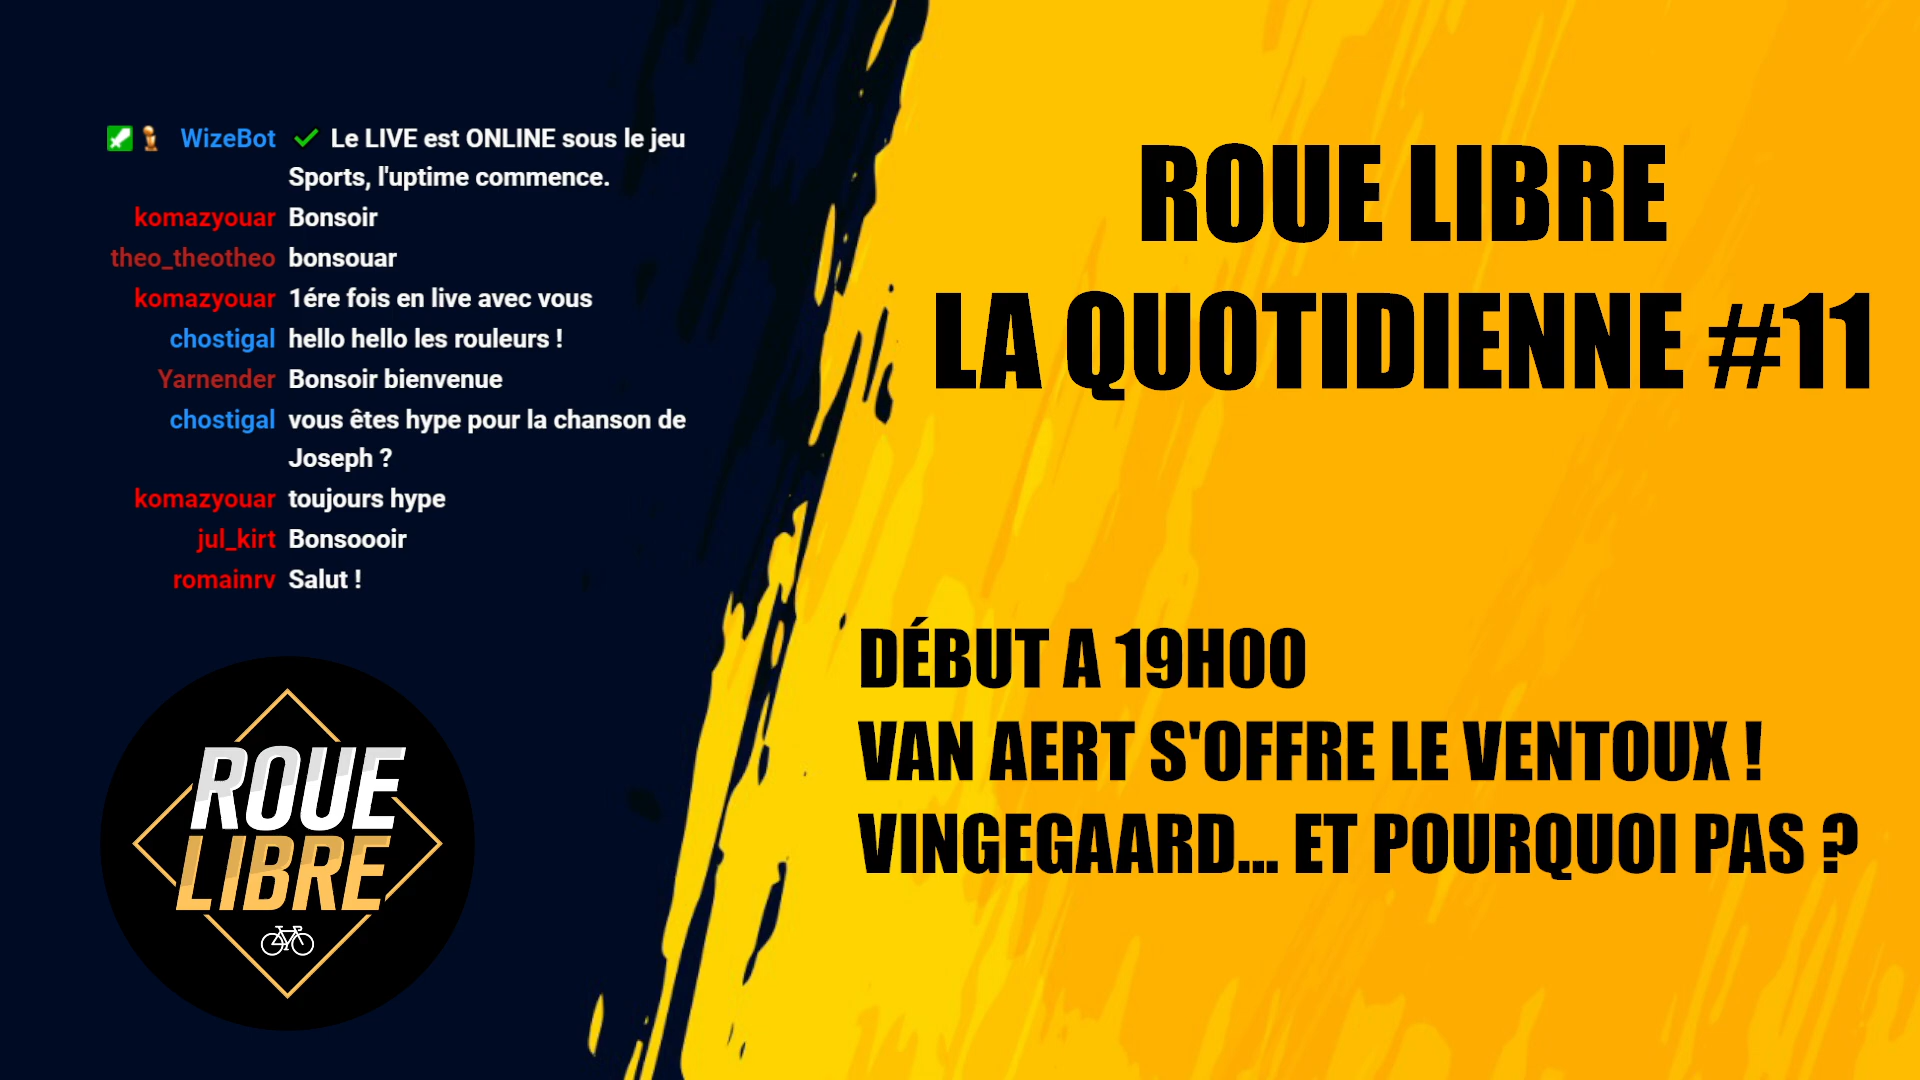 WizeBot Le LIVE est ONLINE sous le jeu
Sports, l'uptime commence.
komazyouar Bonsoir
theo_theotheo bonsouar
komazyouar 1ére fois en live avec vous
chostigal hello hello les rouleurs !
Yarnender Bonsoir bienvenue
chostigal vous êtes hype pour la chanson de
Joseph ?
komazyouar toujours hype
jul_kirt Bonsoooir
romainrv Salut !
ROUE
LIBRE
ROUE LIBRE
LA QUOTIDIENNE #11
DÉBUT A 19H00
VAN AERT S'OFFRE LE VENTOUX !
VINGEGAARD... ET POURQUOI PAS ?